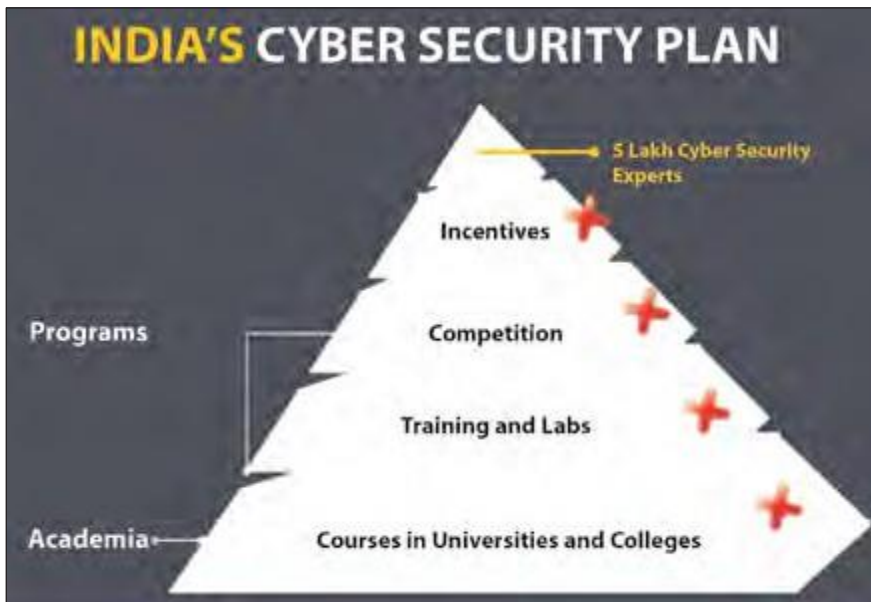 INDIA'S CYBER SECURITY PLAN
5 Lakh Cyber Security
Experts
Incentives
Programs
Competition
Training and Labs
Academia
Courses in Universities and Colleges